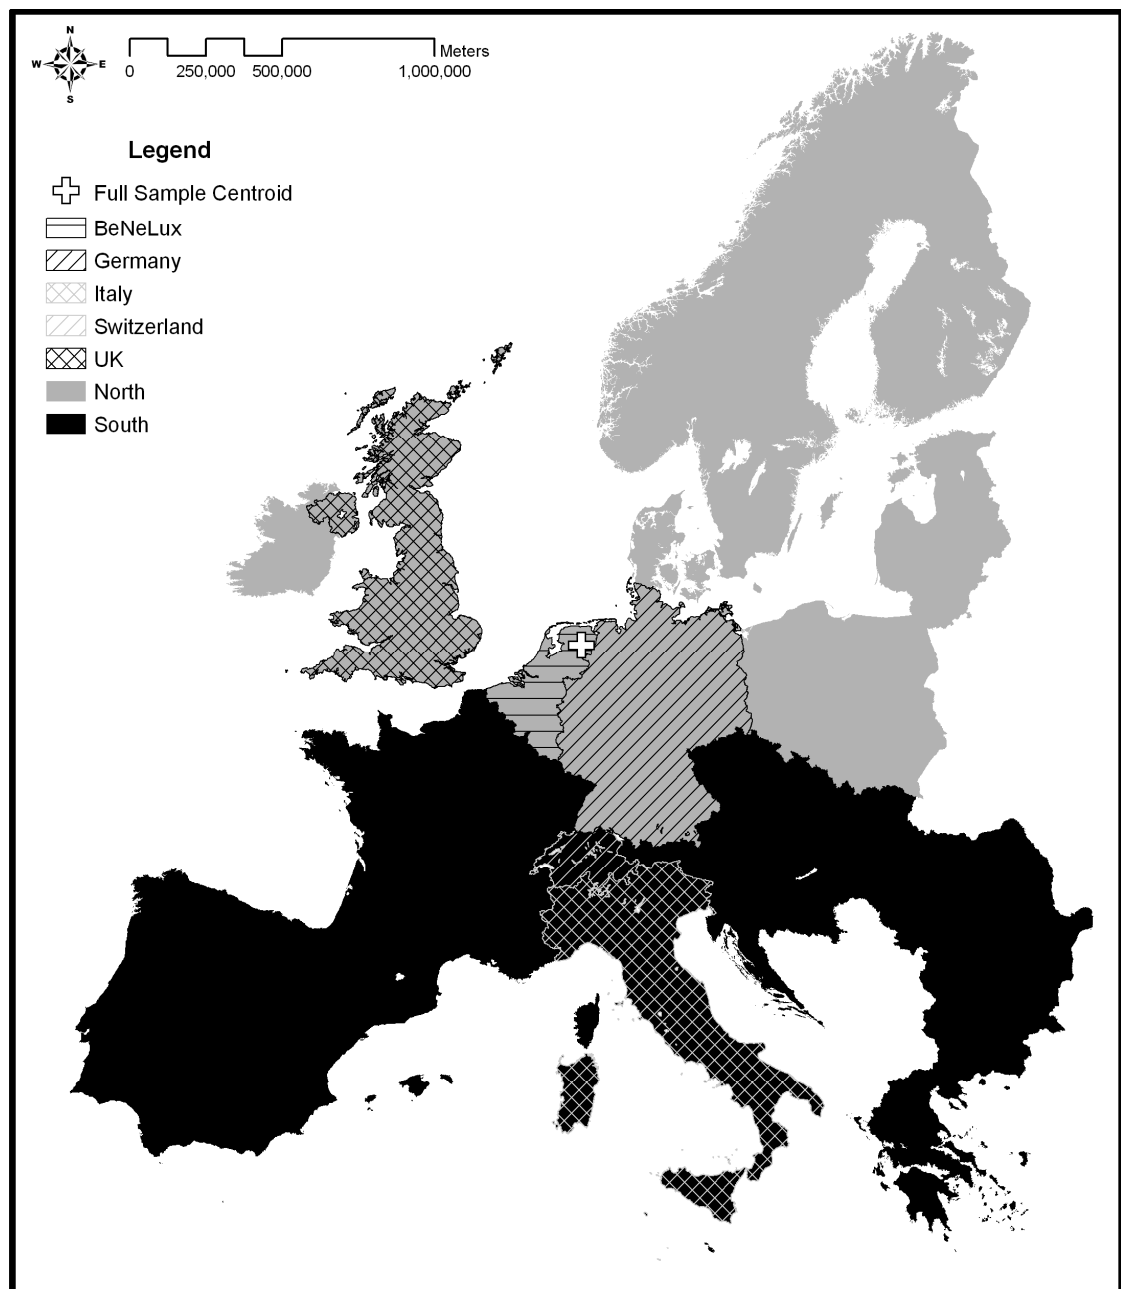 N
W E
S
Meters
0 250,000 500,000 1,000,000
Legend
Full Sample Centroid
BeNeLux
Germany
Italy
Switzerland
UK
North
South